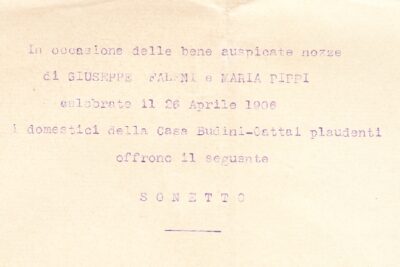 In occasione delle bene auspicate nozze
di GIUSEPPE e MARIA PIPPI
celebrate il 26 Aprile 1906
i domestici della Casa Budini-Gattai plaudenti
offrono il seguente
SONETTO